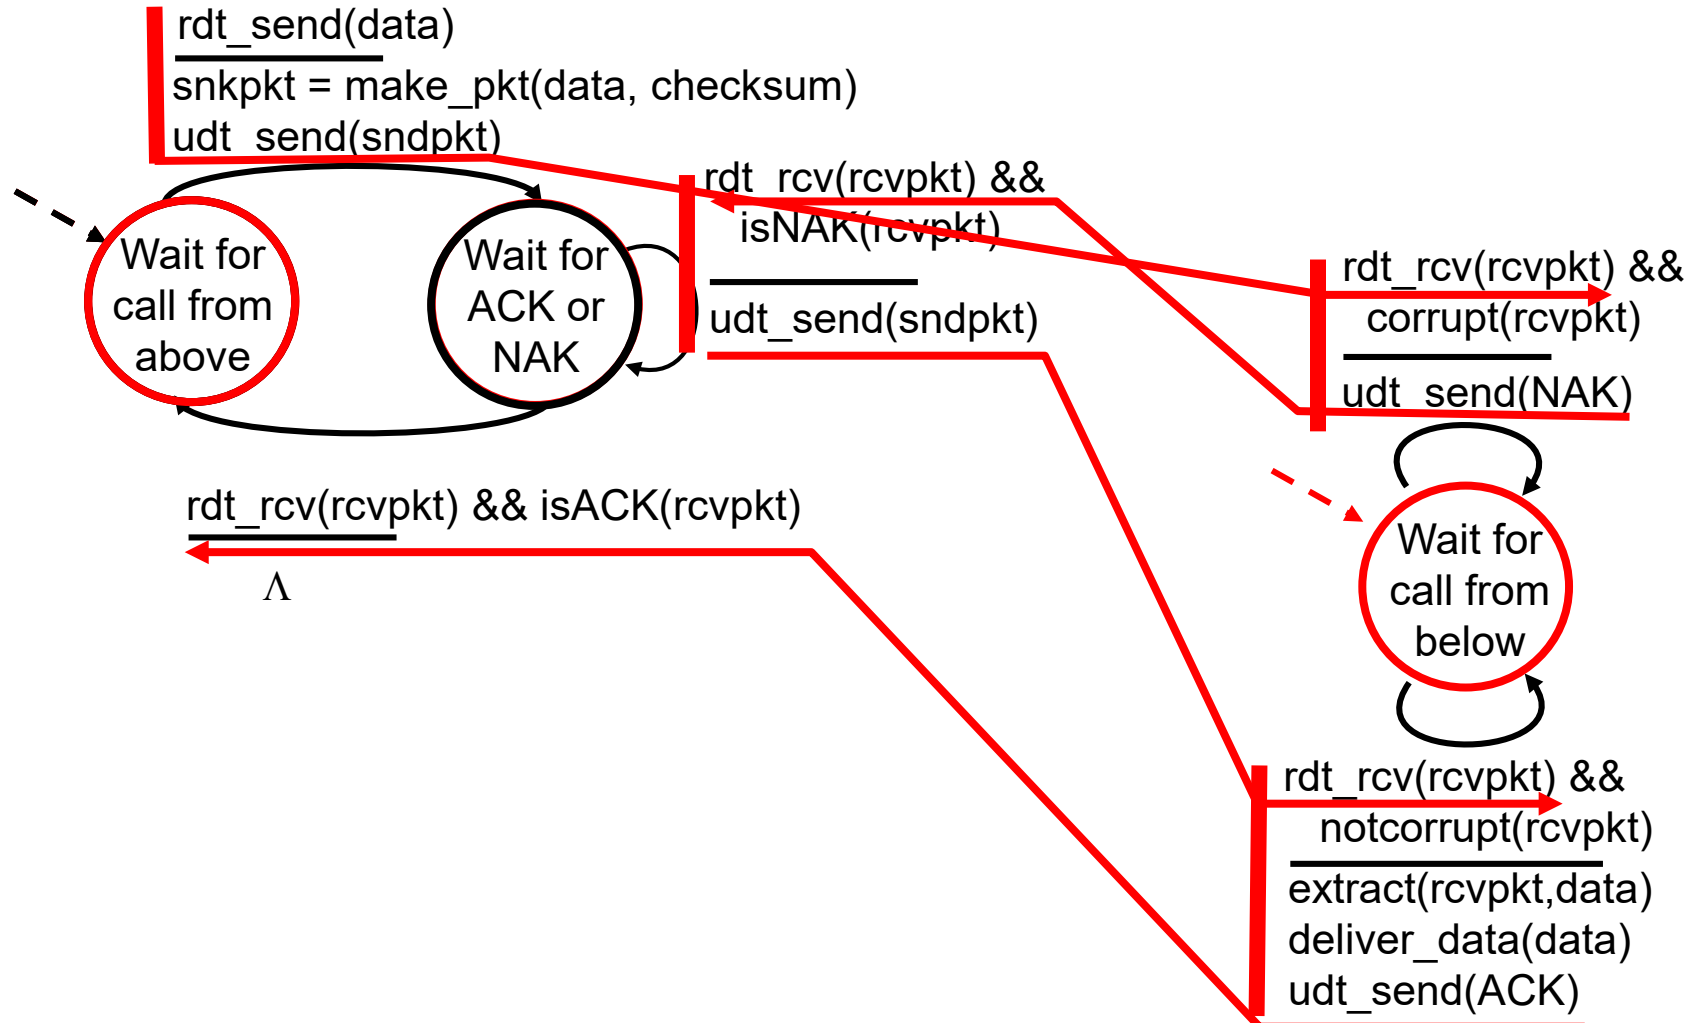 rdt_send(data)
snkpkt = make_pkt(data, checksum)
udt_send(sndpkt)
rdt_rcv(rcvpkt) &&
isNAK(rcvpkt)
udt_send(sndpkt)
Wait for
call from
above
Wait for
ACK or
NAK
rdt_rcv(rcvpkt) && isACK(rcvpkt)
Λ
rdt_rcv(rcvpkt) &&
corrupt(rcvpkt)
udt_send(NAK)
Wait for
call from
below
rdt_rcv(rcvpkt) &&
notcorrupt(rcvpkt)
extract(rcvpkt,data)
deliver_data(data)
udt_send(ACK)